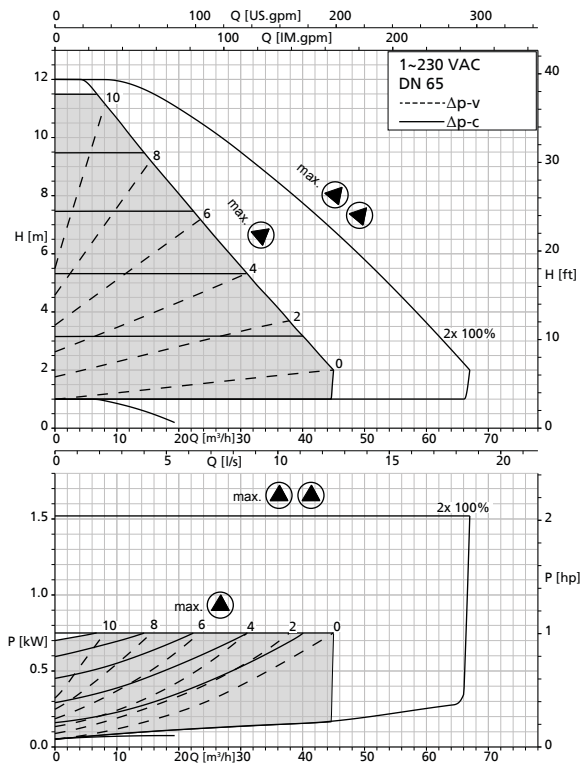 0 100 Q [US.gpm] 200 300
0 100 Q [IM.gpm] 200
1~230 VAC
DN 65
Δp-v
Δp-c
12
10
8
H [m]
6
4
2
0
40
30
20
H [ft]
10
0
10
8
6
4
2
0
max.
max.
2x 100%
0 10 20 Q [m³/h] 30 40 50 60 70
0 5 Q [l/s] 10 15 20
max.
2x 100%
max.
1.5
1.0
P [kW]
0.5
0.0
2
P [hp]
1
0
10 8 6 4 2 0
0 10 20 Q [m³/h] 30 40 50 60 70